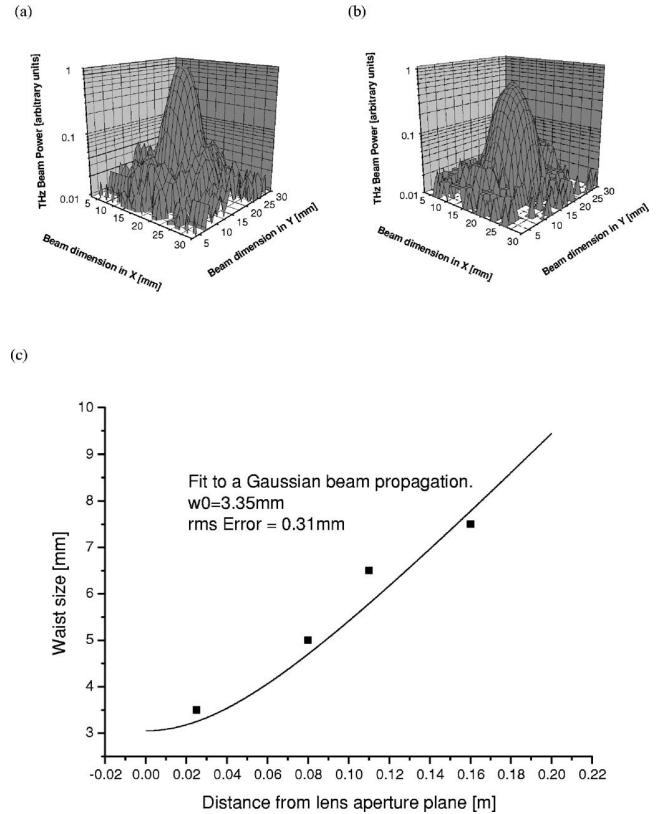 (a)
(b)
THz Beam Power [arbitrary units]
1
0.1
0.01
5
10
15
20
25
30
Beam dimension in X [mm]
5
10
15
20
25
30
Beam dimension in Y [mm]
THz Beam Power [arbitrary units]
1
0.1
0.01
5
10
15
20
25
30
Beam dimension in X [mm]
5
10
15
20
25
30
Beam dimension in Y [mm]
(c)
Waist size [mm]
10
9
8
7
6
5
4
3
Fit to a Gaussian beam propagation.
w0=3.35mm
rms Error = 0.31mm
-0.02 0.00 0.02 0.04 0.06 0.08 0.10 0.12 0.14 0.16 0.18 0.20 0.22
Distance from lens aperture plane [m]